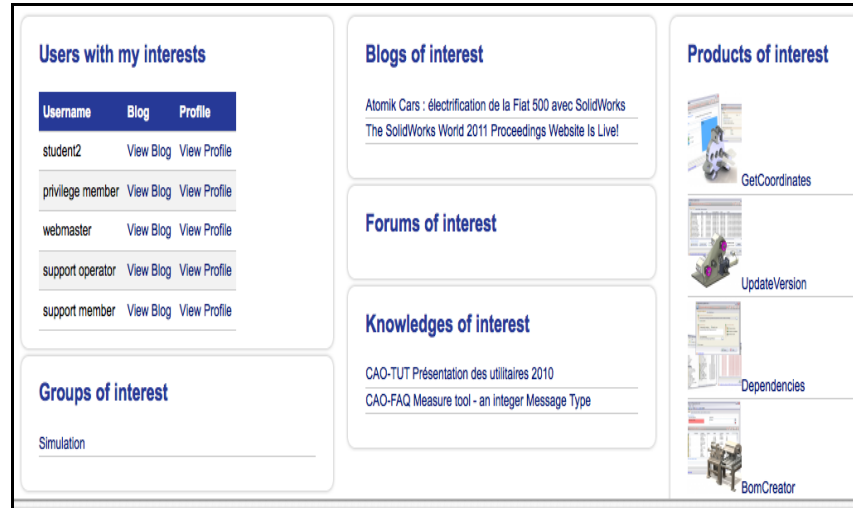 Users with my interests
Username Blog Profile
student2 View Blog View Profile
privilege member View Blog View Profile
webmaster View Blog View Profile
support operator View Blog View Profile
support member View Blog View Profile
Groups of interest
Simulation
Blogs of interest
Atomik Cars : électrification de la Fiat 500 avec SolidWorks
The SolidWorks World 2011 Proceedings Website Is Live!
Forums of interest
Knowledges of interest
CAO-TUT Présentation des utilitaires 2010
CAO-FAQ Measure tool - an integer Message Type
Products of interest
GetCoordinates
UpdateVersion
Dependencies
BomCreator